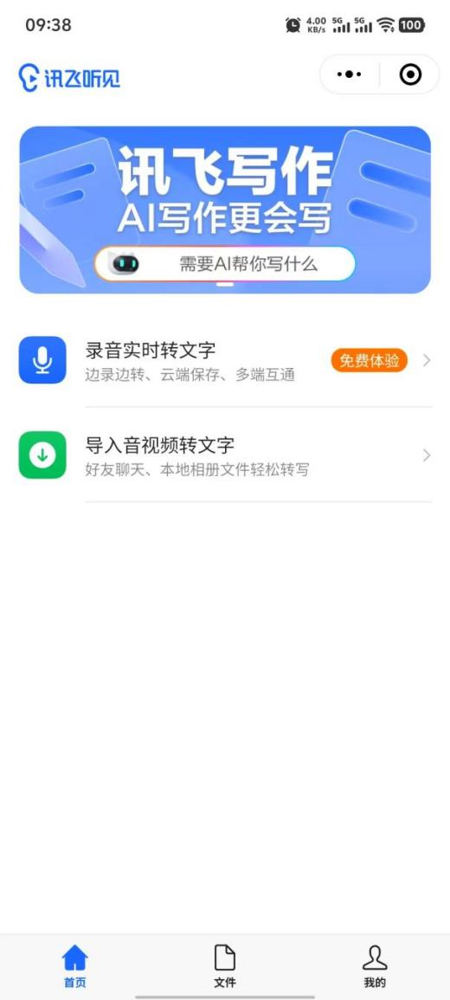 09:38
4.00
KB/s
5G
5G
100
讯飞听见
讯飞写作
AI写作更会写
需要AI帮你写什么
录音实时转文字
边录边转、云端保存、多端互通
免费体验
导入音视频转文字
好友聊天、本地相册文件轻松转写
首页
文件
我的